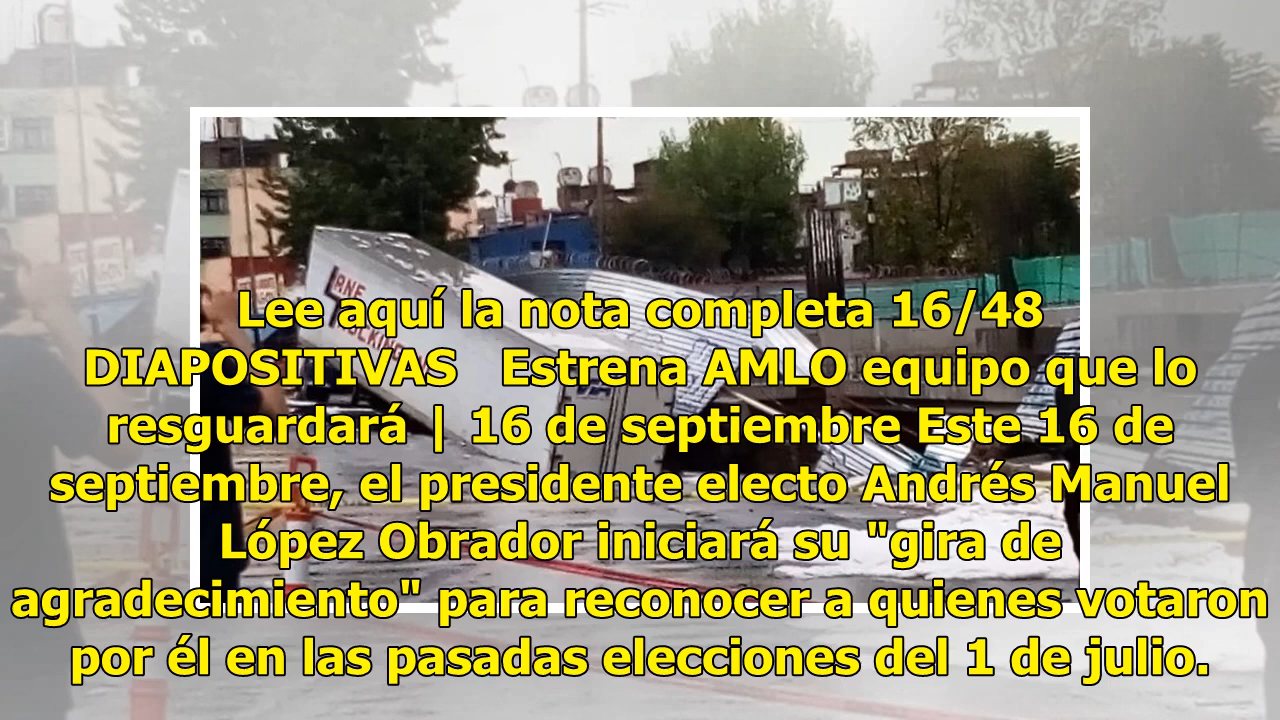 Lee aquí la nota completa 16/48
DIAPOSITIVAS   Estrena AMLO equipo que lo
resguardará | 16 de septiembre Este 16 de
septiembre, el presidente electo Andrés Manuel
López Obrador iniciará su "gira de
agradecimiento" para reconocer a quienes votaron
por él en las pasadas elecciones del 1 de julio.